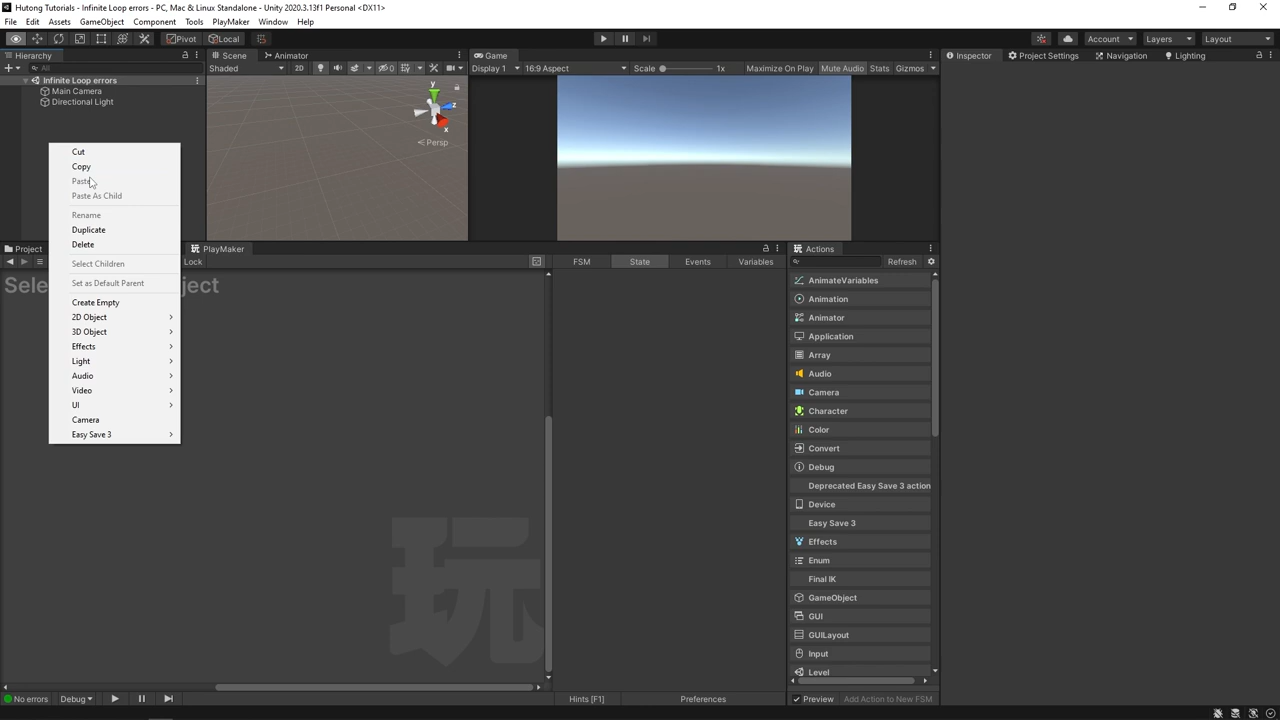 Hutong Tutorials - Infinite Loop errors - PC, Mac & Linux Standalone - Unity 2020.3.13f1 Personal <DX11>
File Edit Assets GameObject Component Tools PlayMaker Window Help
Pivot Local Account Layers Layout
Hierarchy
All
Infinite Loop errors
Main Camera
Directional Light
Scene Animator
Shaded 2D 0
y
z
x
Persp
Game
Display 1 16:9 Aspect Scale 1x Maximize On Play Mute Audio Stats Gizmos
Inspector Project Settings Navigation Lighting
Cut
Copy
Paste
Paste As Child
Rename
Duplicate
Delete
Select Children
Set as Default Parent
Create Empty
2D Object
3D Object
Effects
Light
Audio
Video
UI
Camera
Easy Save 3
Project PlayMaker
Lock
Sele ject
玩
FSM State Events Variables
Actions
Refresh
AnimateVariables
Animation
Animator
Application
Array
Audio
Camera
Character
Color
Convert
Debug
Deprecated Easy Save 3 action
Device
Easy Save 3
Effects
Enum
Final IK
GameObject
GUI
GUILayout
Input
Level
No errors Debug Hints [F1] Preferences Preview Add Action to New FSM